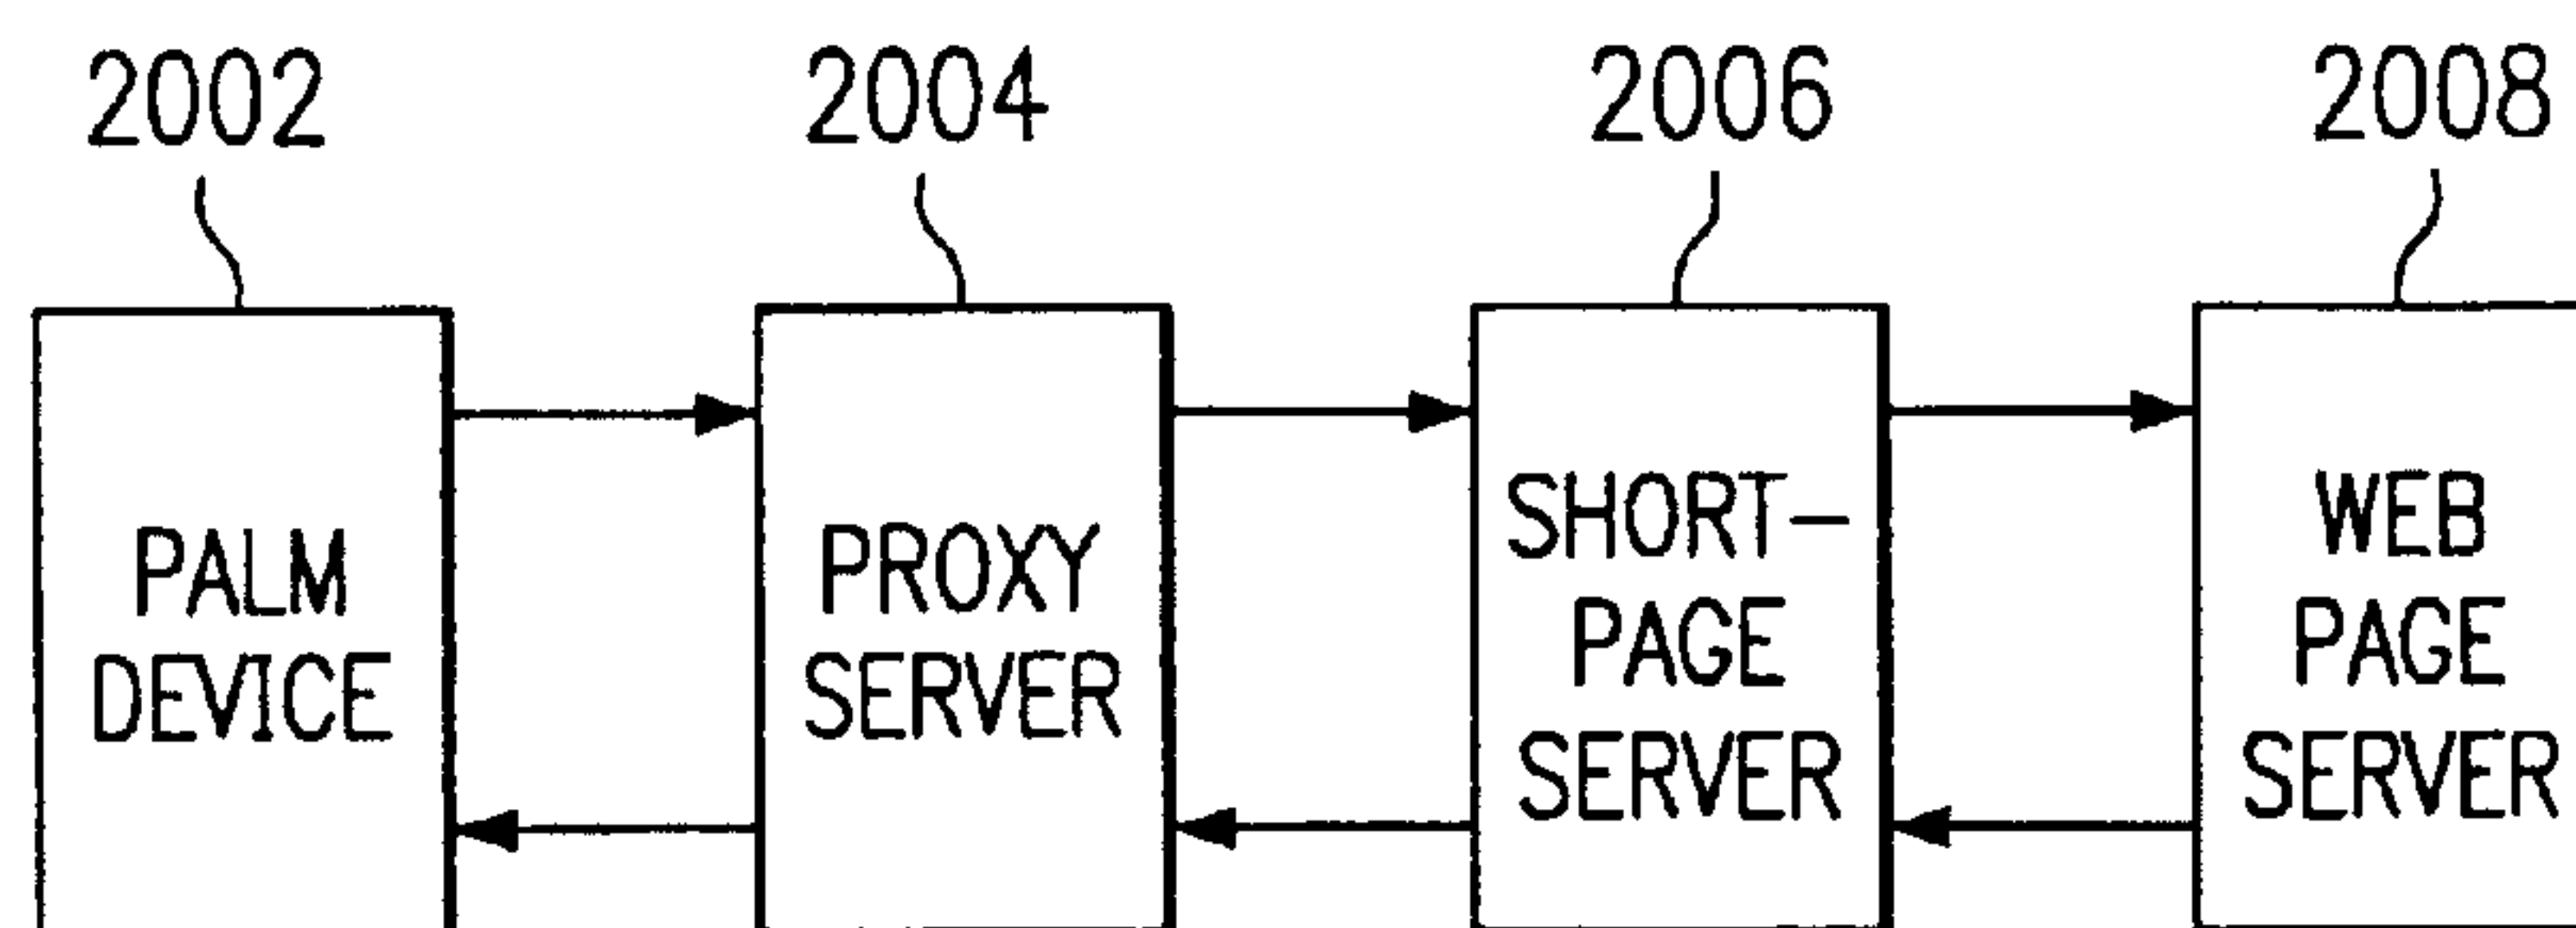 2002
2004
2006
2008
PALM
DEVICE
PROXY
SERVER
SHORT-
PAGE
SERVER
WEB
PAGE
SERVER